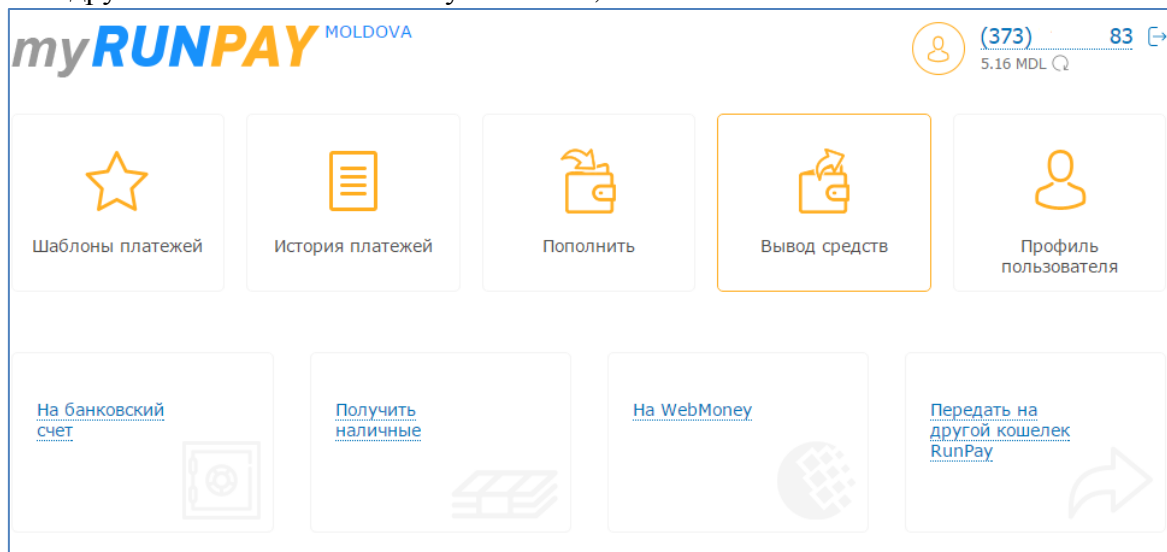 myRUNPAY MOLDOVA
(373) 83
5.16 MDL
Шаблоны платежей
История платежей
Пополнить
Вывод средств
Профиль
пользователя
На банковский
счет
Получить
наличные
На WebMoney
Передать на
другой кошелек
RunPay